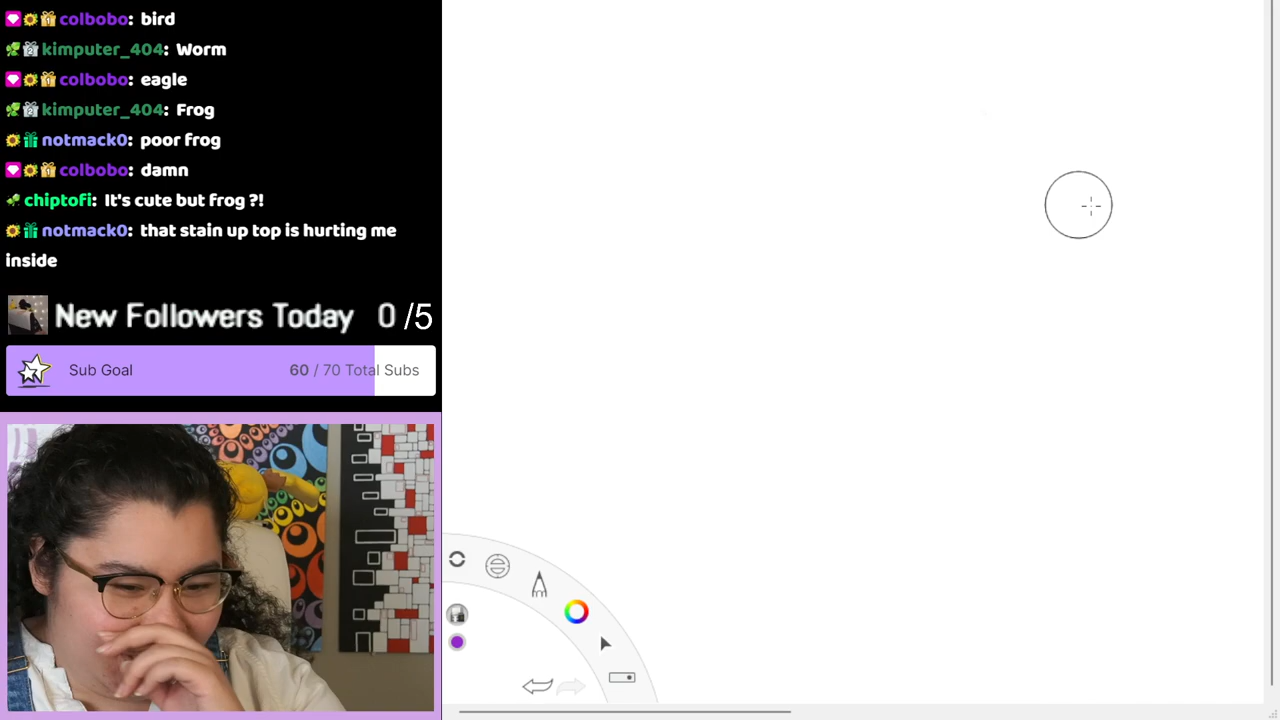 colbobo: bird
kimputer_404: Worm
colbobo: eagle
kimputer_404: Frog
notmack0: poor frog
colbobo: damn
chiptofi: It's cute but frog ?!
notmack0: that stain up top is hurting me
inside
New Followers Today 0 /5
Sub Goal 60 / 70 Total Subs